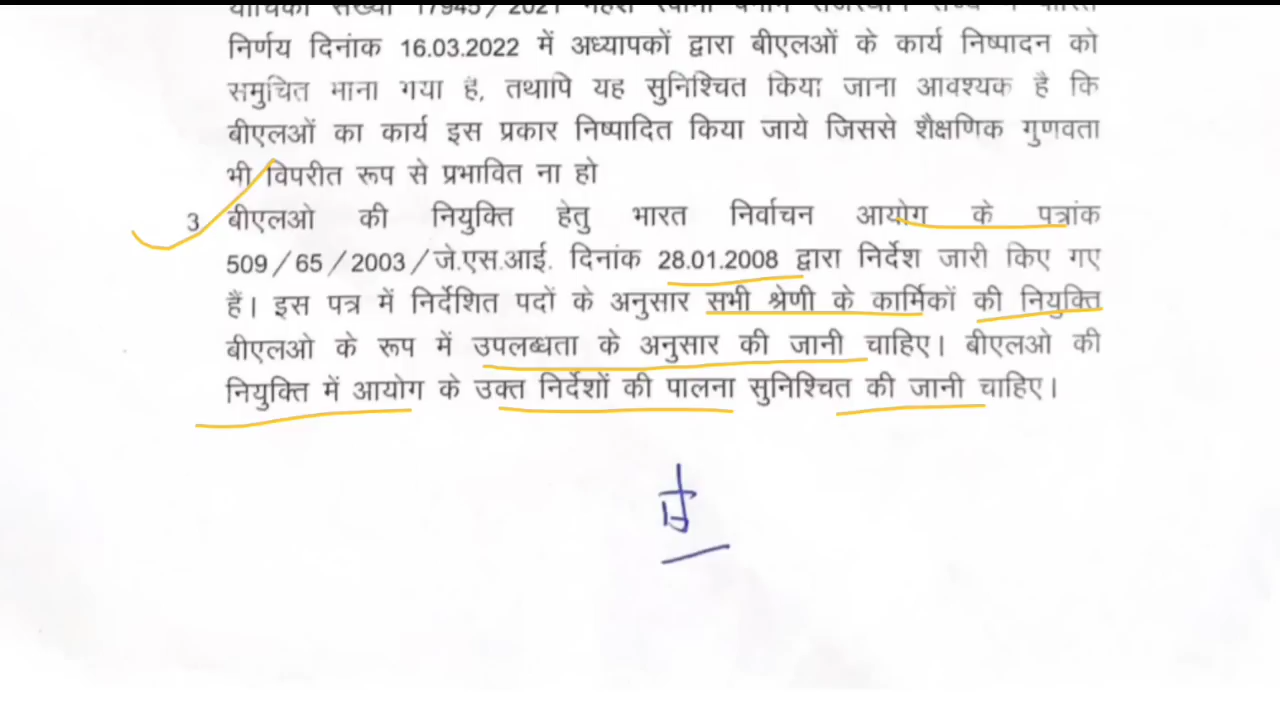 17945/2021
निर्णय दिनांक 16.03.2022 में अध्यापकों द्वारा बीएलओं के कार्य निष्पादन को
समुचित माना गया है, तथापि यह सुनिश्चित किया जाना आवश्यक है कि
बीएलओं का कार्य इस प्रकार निष्पादित किया जाये जिससे शैक्षणिक गुणवता
भी विपरीत रूप से प्रभावित ना हो
3 बीएलओ की नियुक्ति हेतु भारत निर्वाचन आयोग के पत्रांक
509/65/2003/जे.एस.आई. दिनांक 28.01.2008 द्वारा निर्देश जारी किए गए
हैं। इस पत्र में निर्देशित पदों के अनुसार सभी श्रेणी के कार्मिकों की नियुक्ति
बीएलओ के रूप में उपलब्धता के अनुसार की जानी चाहिए। बीएलओ की
नियुक्ति में आयोग के उक्त निर्देशों की पालना सुनिश्चित की जानी चाहिए।